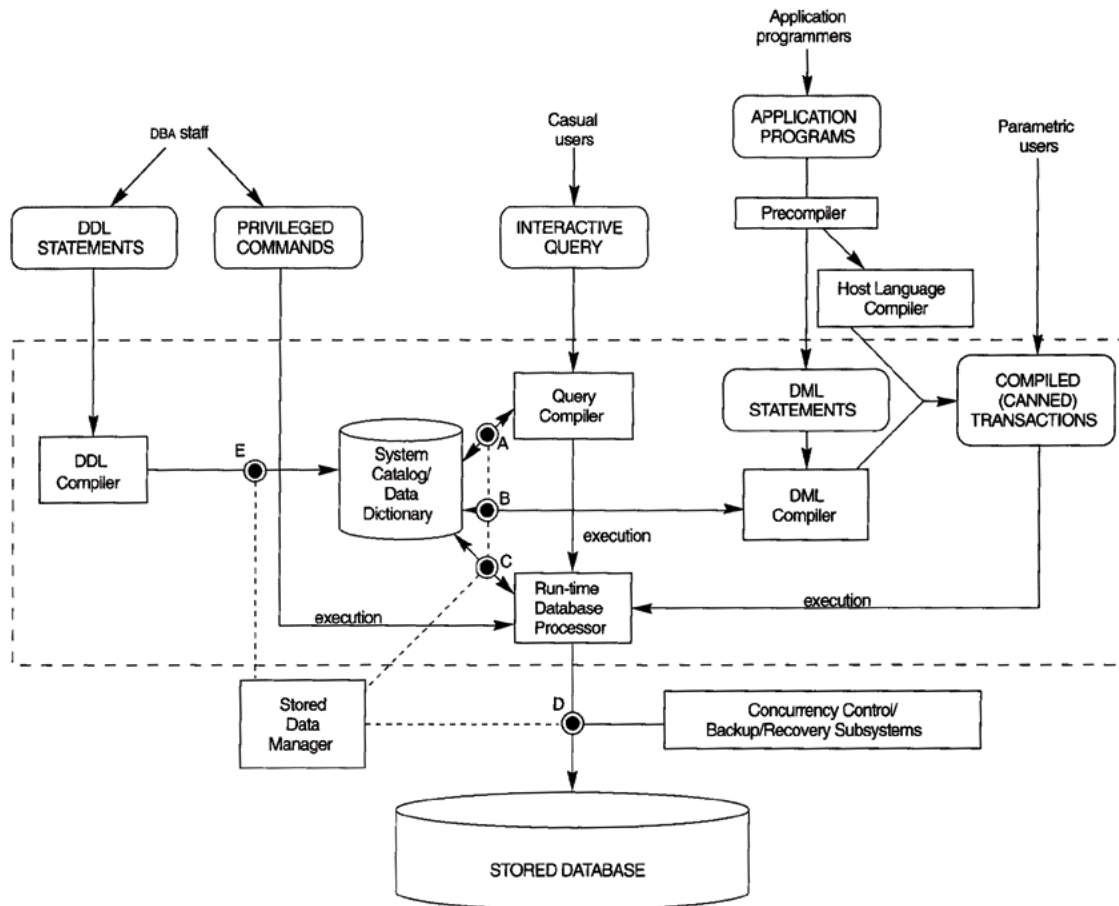 Application
programmers
DBA staff
Casual
users
APPLICATION
PROGRAMS
Parametric
users
DDL
STATEMENTS
PRIVILEGED
COMMANDS
INTERACTIVE
QUERY
Precompiler
Host Language
Compiler
Query
Compiler
DML
STATEMENTS
COMPILED
(CANNED)
TRANSACTIONS
DDL
Compiler
E
System
Catalog/
Data
Dictionary
A
B
DML
Compiler
execution
C
Run-time
Database
Processor
execution
execution
Stored
Data
Manager
D
Concurrency Control/
Backup/Recovery Subsystems
STORED DATABASE